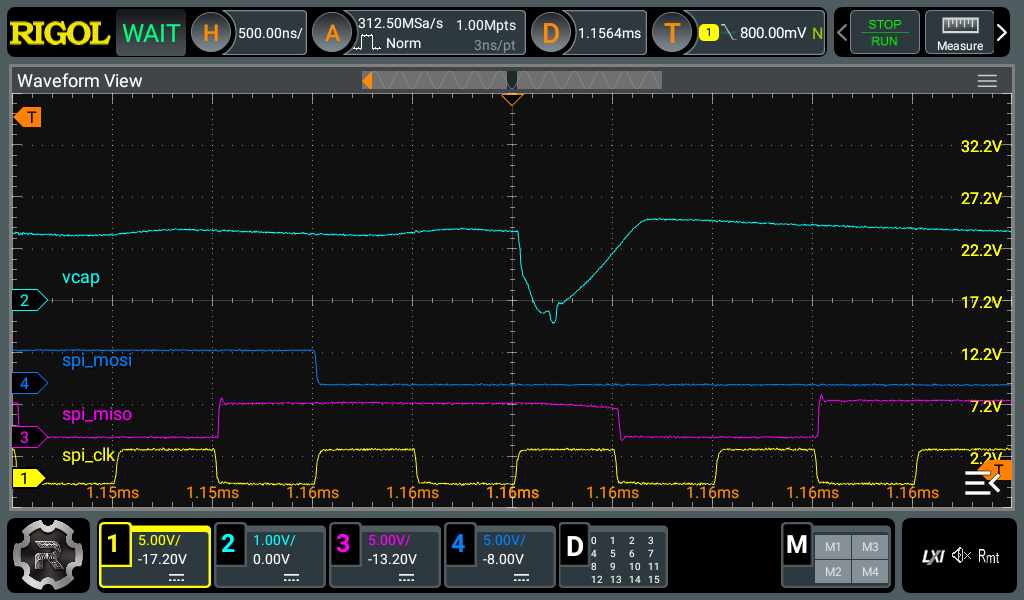 RIGOL WAIT H 500.00ns/ A 312.50MSa/s 1.00Mpts
Norm 3ns/pt
D 1.1564ms T 1 800.00mV N
STOP
RUN
Measure
Waveform View
T
32.2V
27.2V
22.2V
vcap
2
17.2V
12.2V
spi_mosi
4
7.2V
spi_miso
3
spi_clk
2.2V
T
1
1.15ms 1.15ms 1.16ms 1.16ms 1.16ms 1.16ms 1.16ms 1.16ms 1.16ms
R
1 5.00V/
-17.20V
2 1.00V/
0.00V
3 5.00V/
-13.20V
4 5.00V/
-8.00V
D
0 1 2 3
4 5 6 7
8 9 10 11
12 13 14 15
M
M1 M3
M2 M4
LXI Rmt